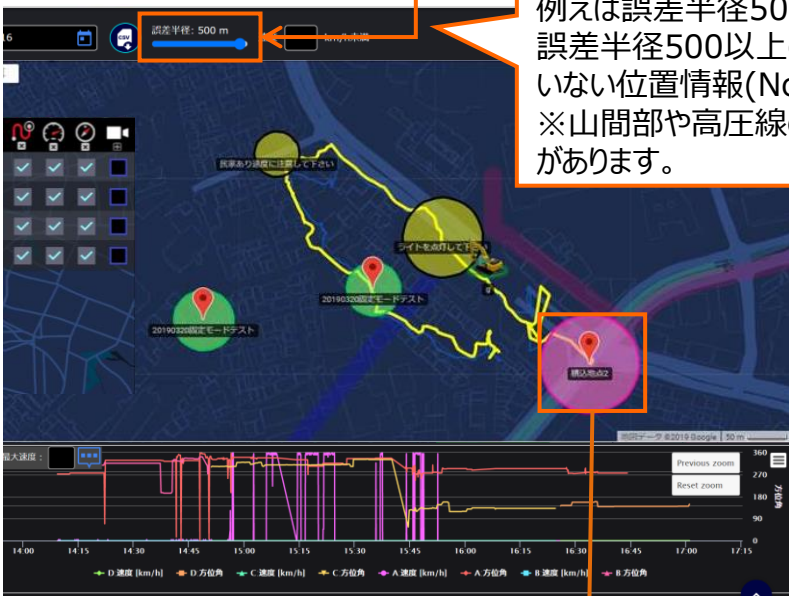 例えば誤差半径50
誤差半径500以上
いない位置情報(No
※山間部や高圧線
があります。
16
CSV
誤差半径: 500 m
km/h未満
民家あり速度に注意して下さい
ライトを点灯して下さい
20190320固定モードテスト
20190320固定モードテスト
積込地点2
地図データ ©2019 Google
50 m
最大速度 :
Previous zoom
Reset zoom
360
270
180
90
0
方位角
14:00
14:15
14:30
14:45
15:00
15:15
15:30
15:45
16:00
16:15
16:30
16:45
17:00
17:15
D 速度 [km/h]
D 方位角
C 速度 [km/h]
C 方位角
A 速度 [km/h]
A 方位角
B 速度 [km/h]
B 方位角